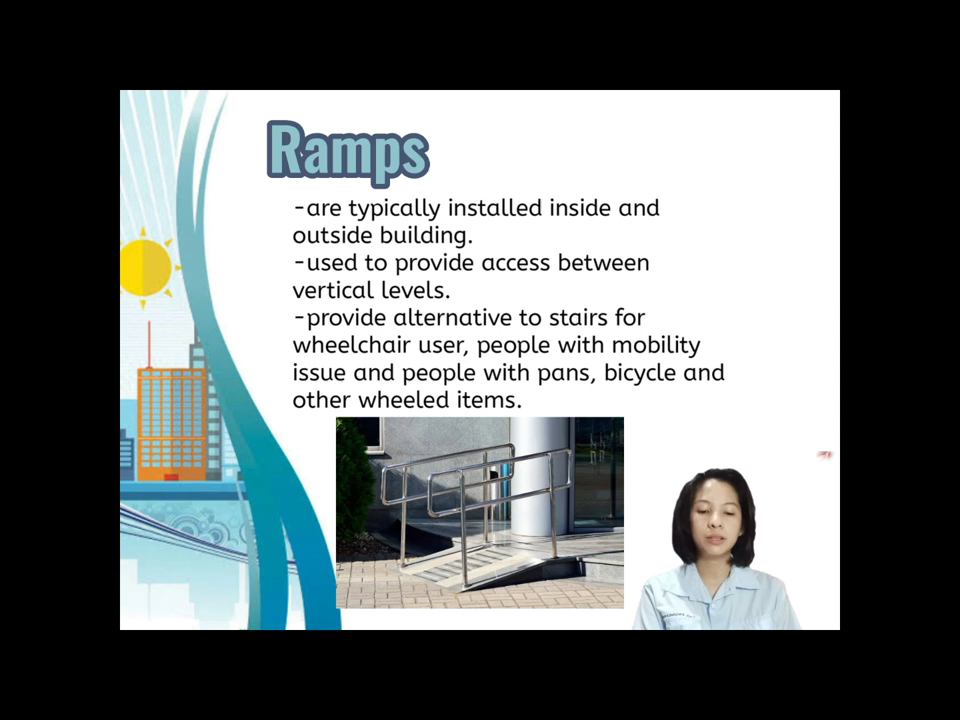 Ramps
-are typically installed inside and
outside building.
-used to provide access between
vertical levels.
-provide alternative to stairs for
wheelchair user, people with mobility
issue and people with pans, bicycle and
other wheeled items.